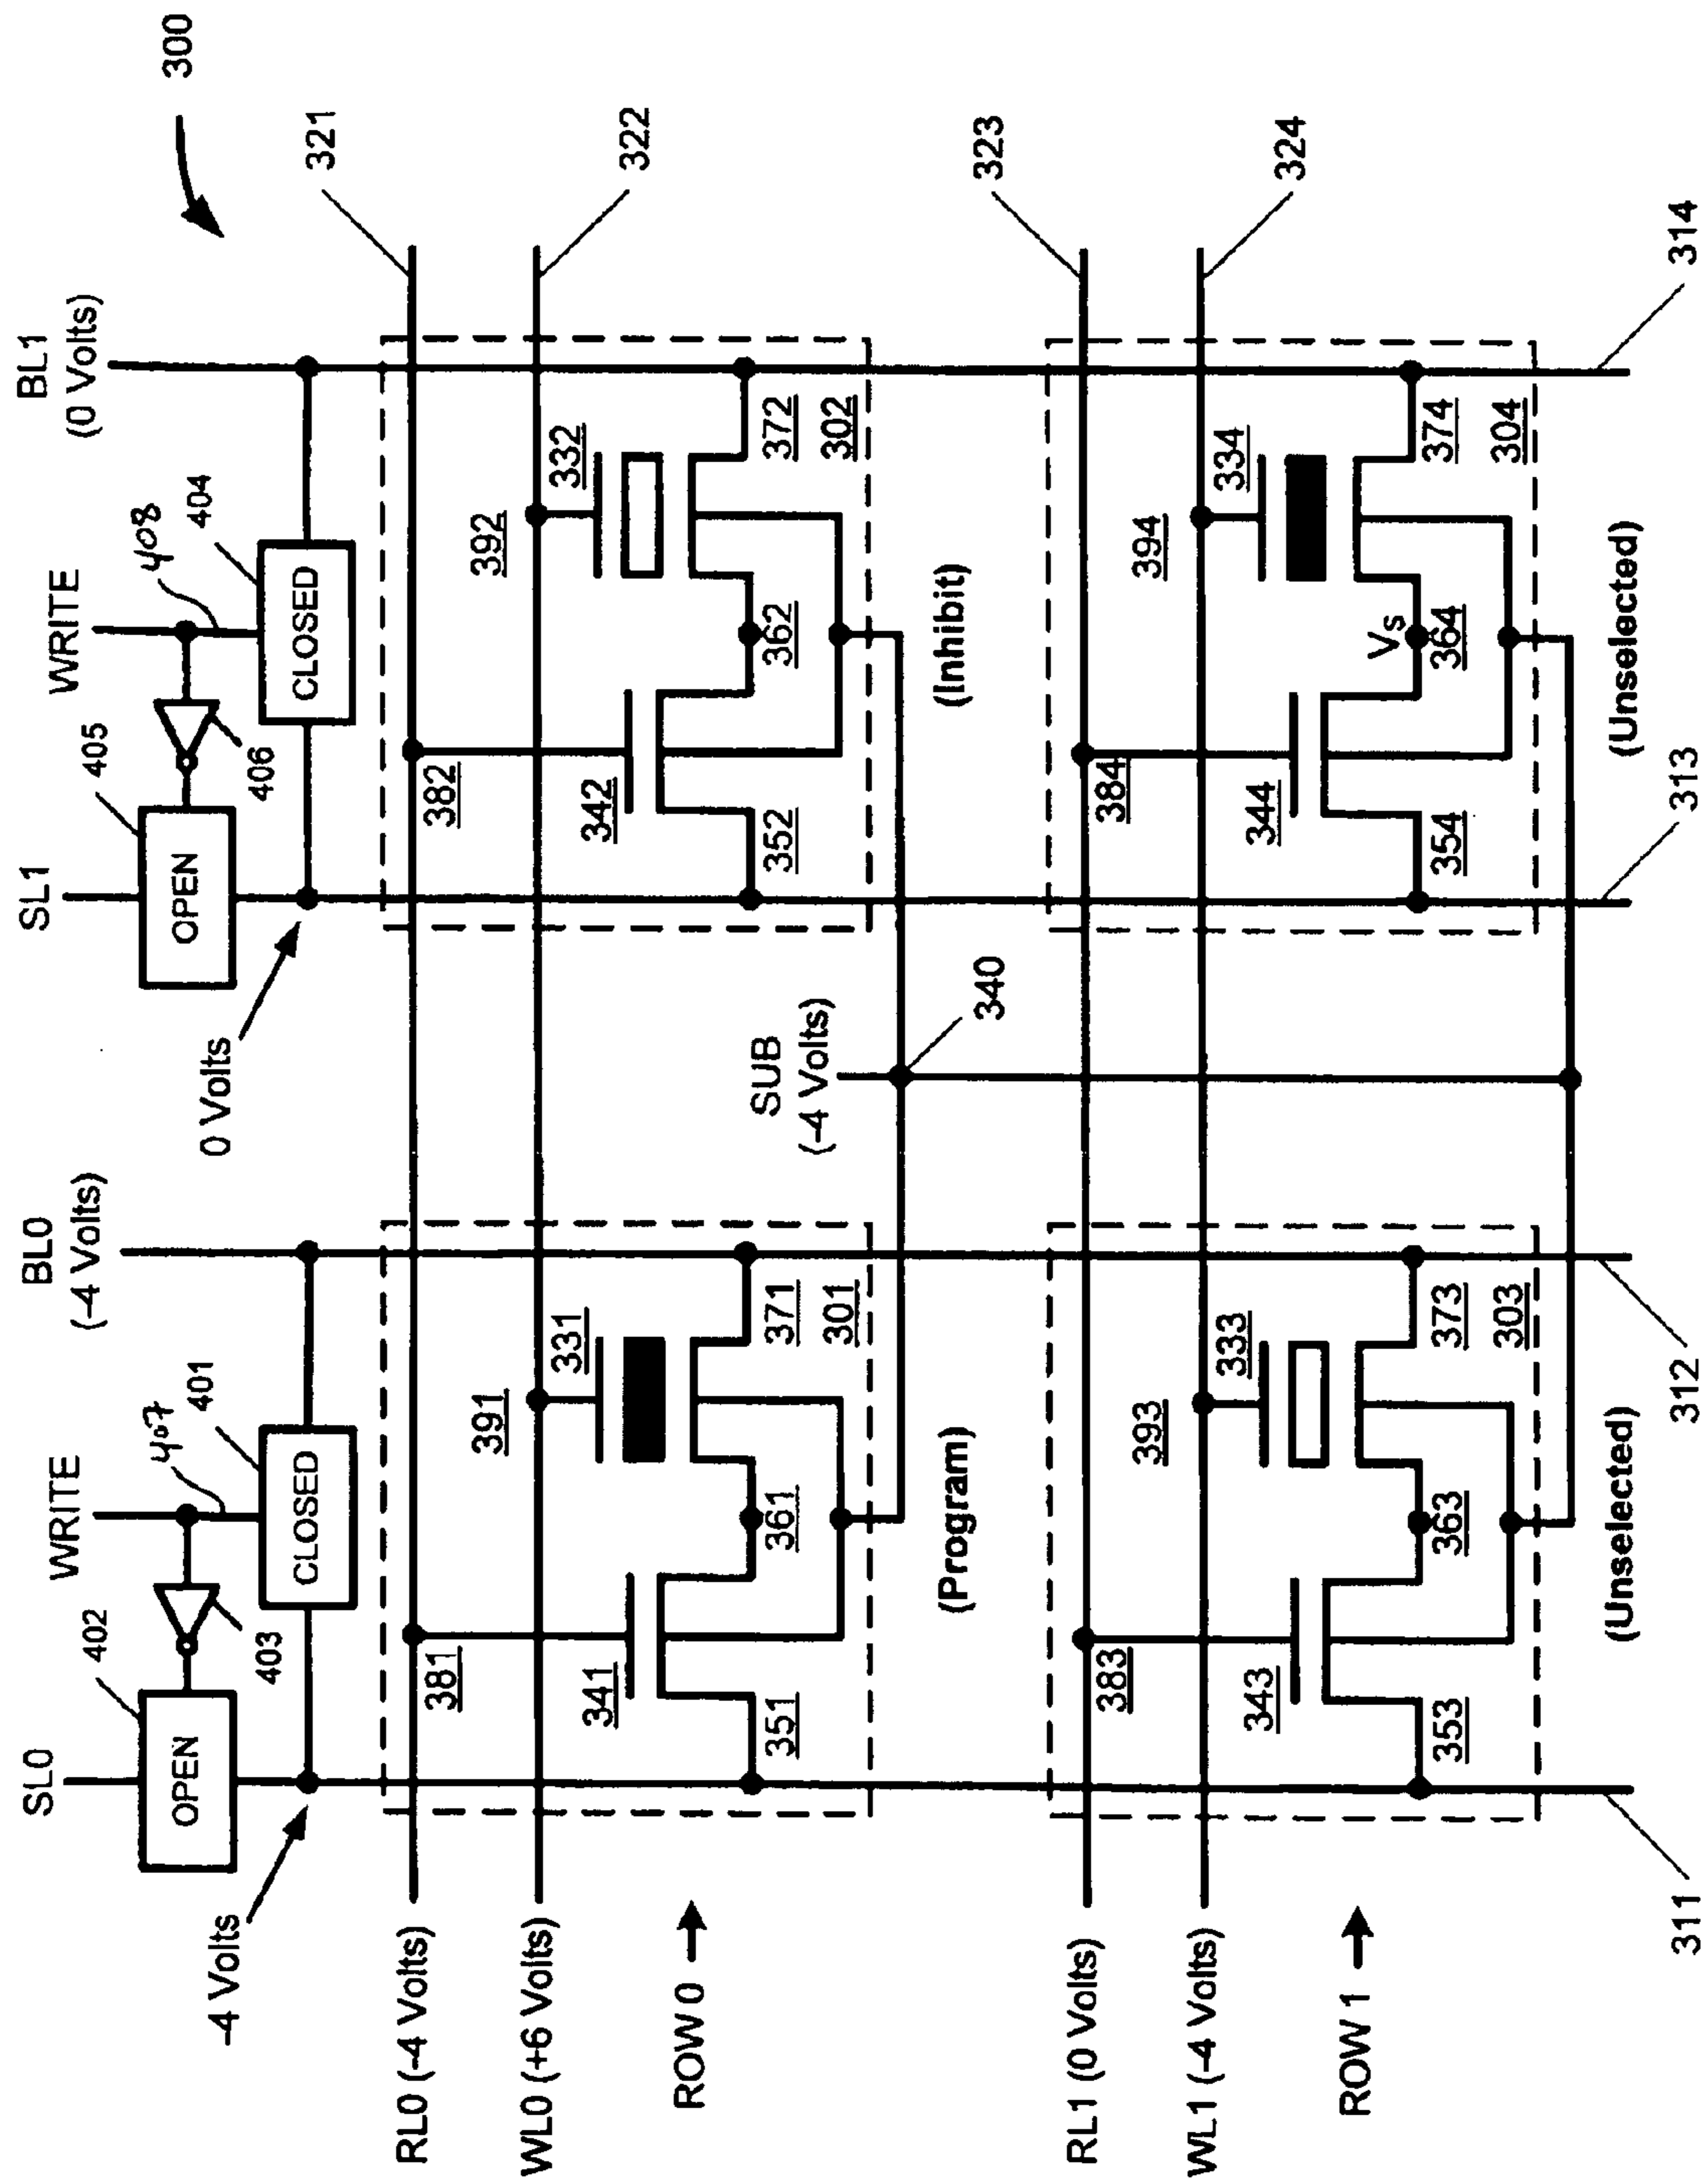 300
SL0
WRITE
BL0
(-4 Volts)
SL1
WRITE
BL1
(0 Volts)
402
407
401
405
408
404
OPEN
CLOSED
OPEN
CLOSED
403
406
-4 Volts
0 Volts
321
RL0 (-4 Volts)
381
382
322
WLO (+6 Volts)
391
392
341
331
342
332
ROW 0
351
361
371
SUB
(-4 Volts)
352
362
372
301
302
340
(Program)
(Inhibit)
323
RL1 (0 Volts)
383
384
324
WL1 (-4 Volts)
393
394
343
333
344
334
ROW 1
353
363
373
354
Vs
364
374
303
304
(Unselected)
(Unselected)
311
312
313
314